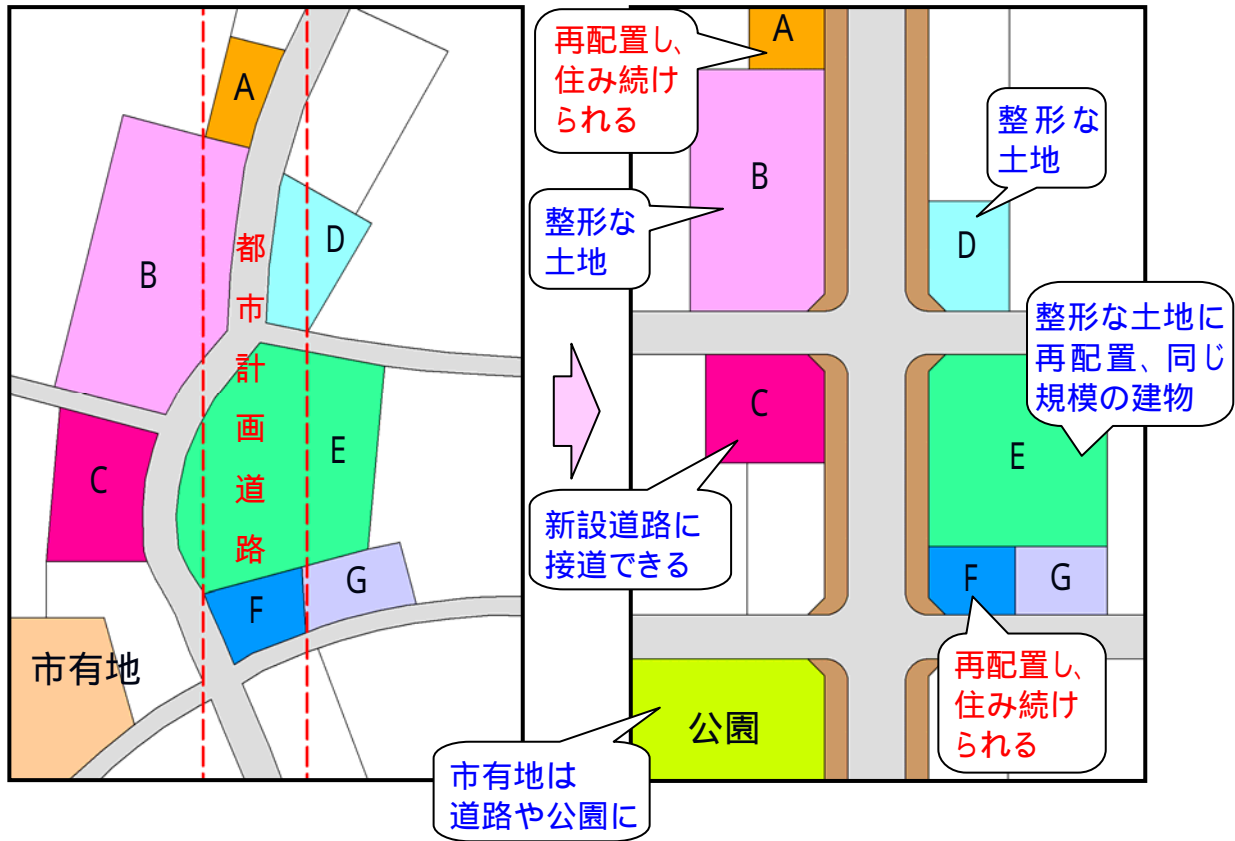 A
B
D
都
市
計
画
道
路
E
C
F
G
市有地
再配置し、
住み続け
られる
A
整形な
土地
B
整形な
土地
D
整形な土地に
再配置、同じ
規模の建物
C
E
新設道路に
接道できる
F
G
再配置し、
住み続け
られる
公園
市有地は
道路や公園に